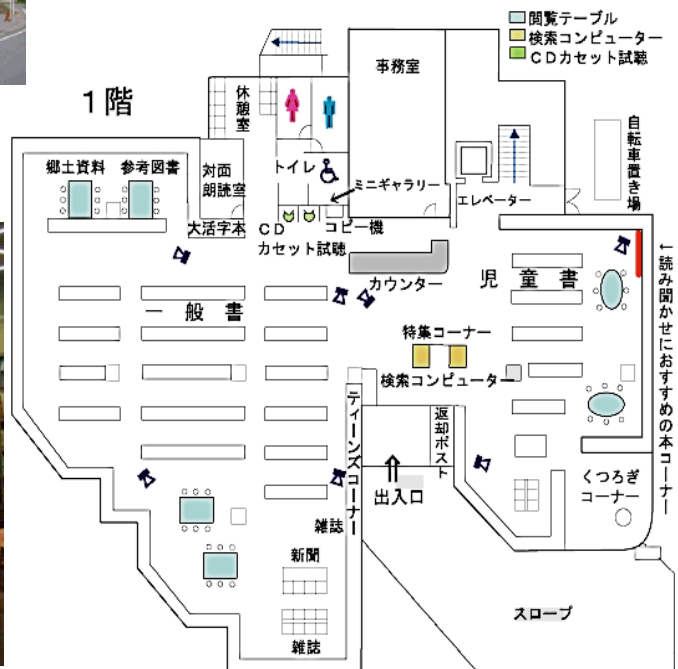 閲覧テーブル
検索コンピューター
CDカセット試聴
1階
事務室
休憩室
自転車置き場
郷土資料
参考図書
対面
朗読室
トイレ
ミニギャラリー
エレベーター
大活字本
CD
カセット試聴
コピー機
カウンター
児童書
一般書
←読み聞かせにおすすめの本コーナー
特集コーナー
検索コンピューター
ティーンズコーナー
返却ポスト
出入口
くつろぎ
コーナー
雑誌
新聞
雑誌
スロープ